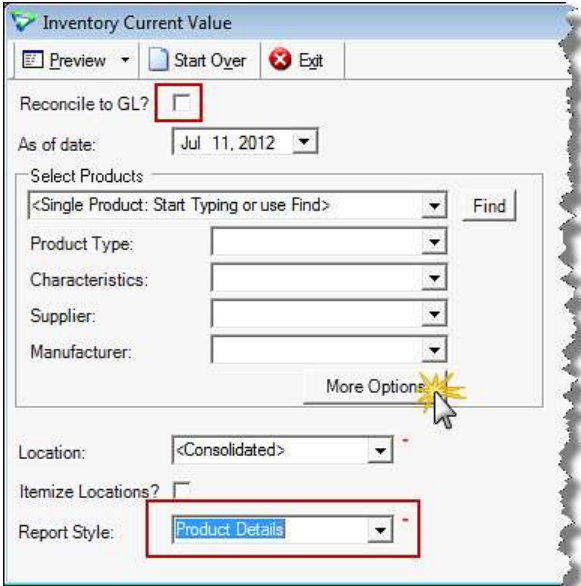 Inventory Current Value
Preview Start Over Exit
Reconcile to GL?
As of date: Jul 11, 2012
Select Products
<Single Product: Start Typing or use Find> Find
Product Type:
Characteristics:
Supplier:
Manufacturer:
More Options
Location: <Consolidated> *
Itemize Locations?
Report Style: Product Details *